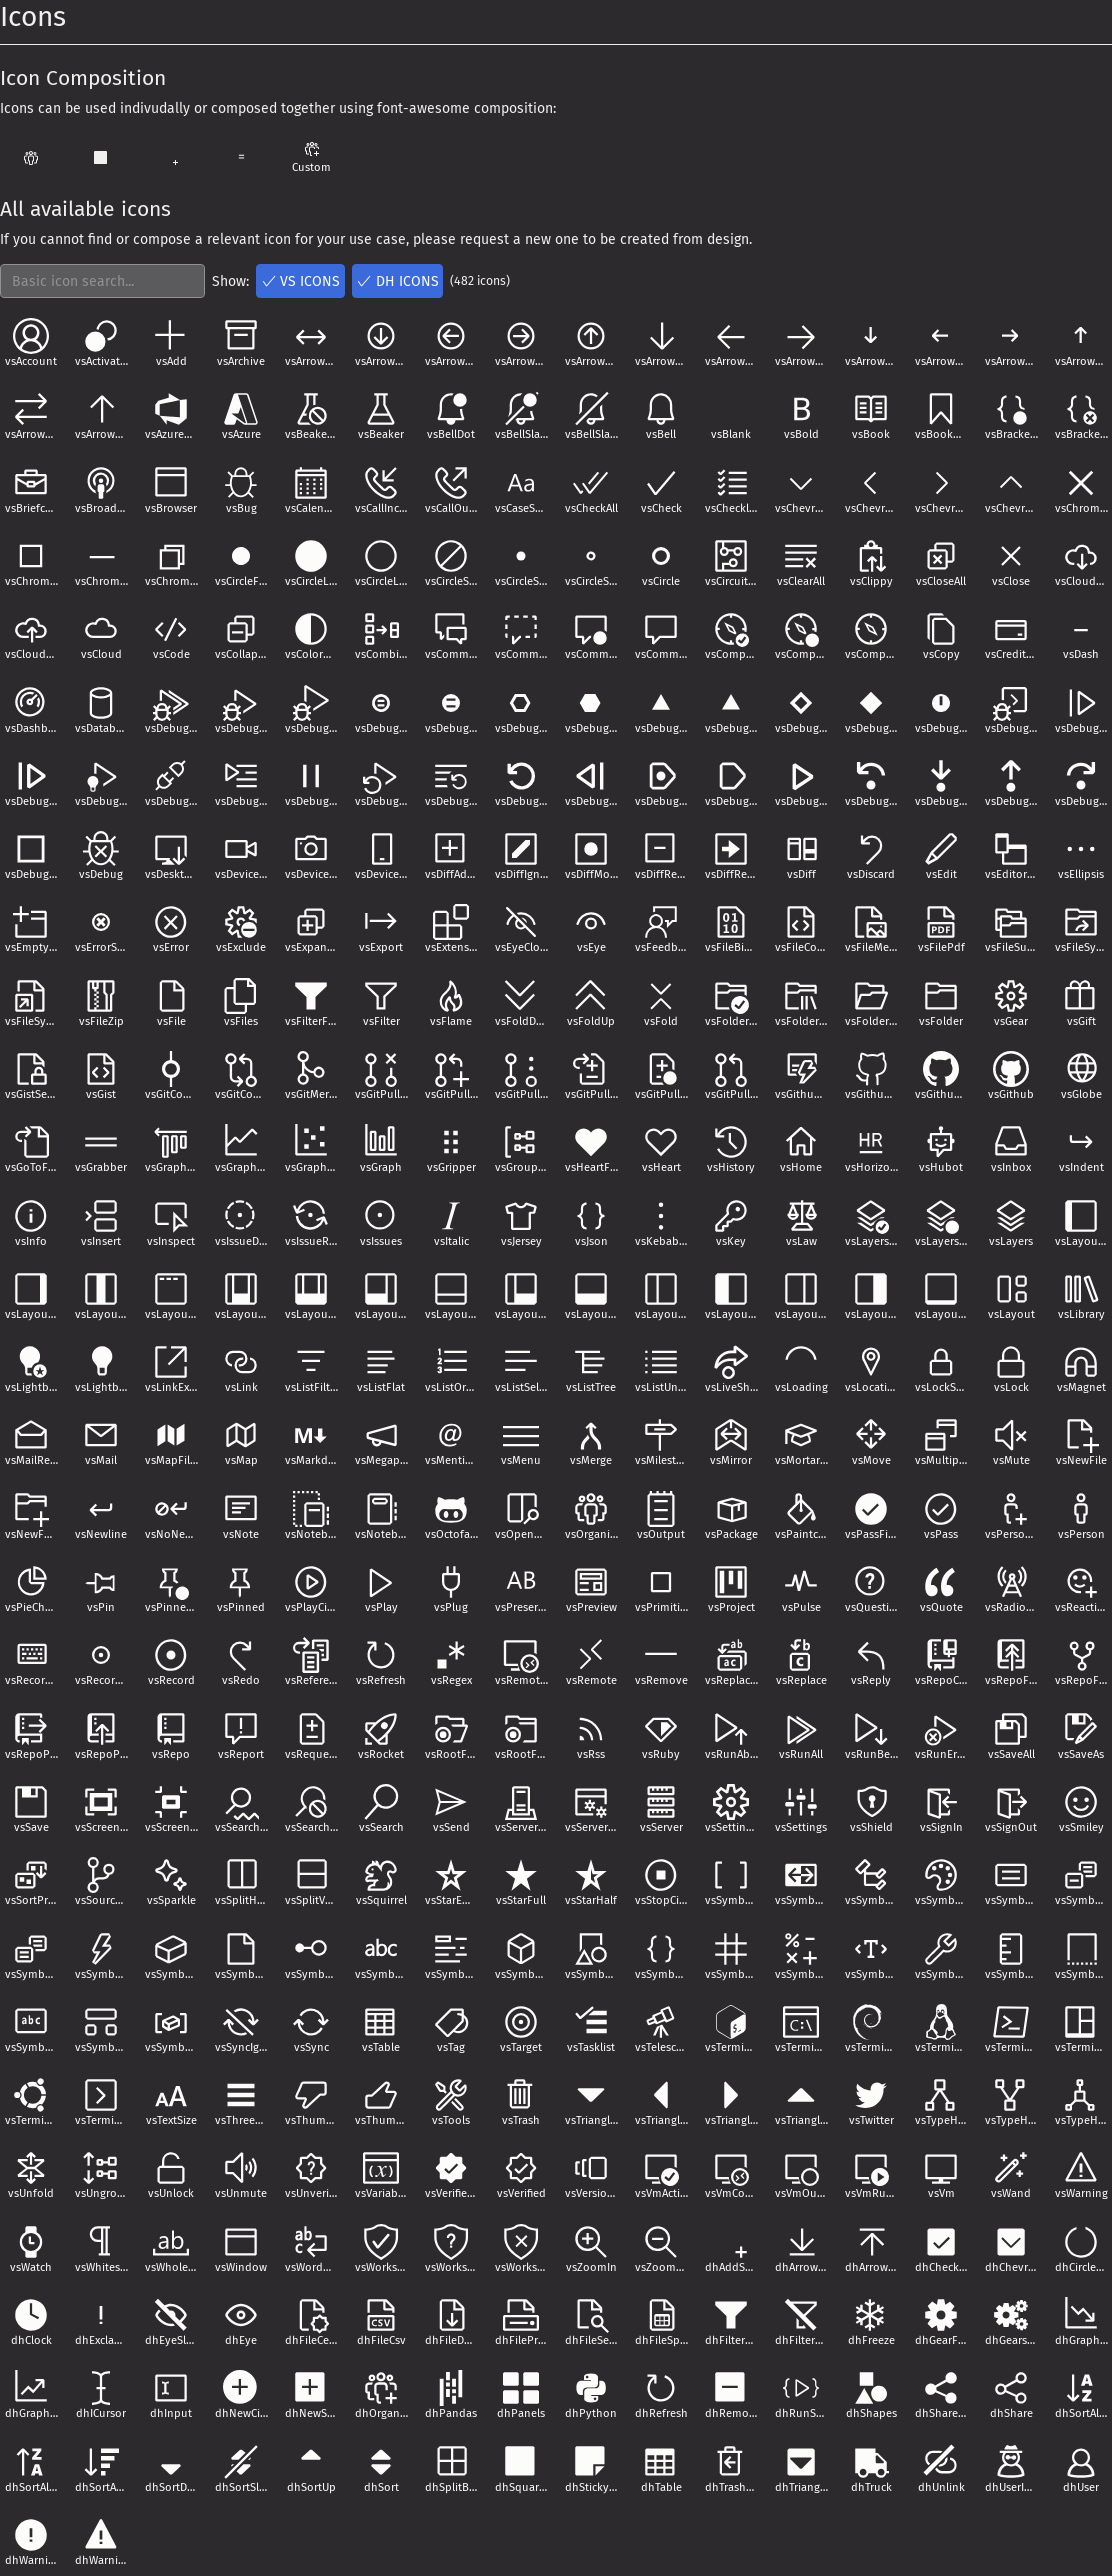 Icons
Icon Composition
Icons can be used indivudally or composed together using font-awesome composition:
+ = Custom
All available icons
If you cannot find or compose a relevant icon for your use case, please request a new one to be created from design.
Basic icon search... Show: ✓ VS ICONS ✓ DH ICONS (482 icons)
vsAccount vsActivat... vsAdd vsArchive vsArrow... vsArrow... vsArrow... vsArrow... vsArrow... vsArrow... vsArrow... vsArrow... vsArrow... vsArrow... vsArrow... vsArrow...
vsArrow... vsArrow... vsAzure... vsAzure vsBeake... vsBeaker vsBellDot vsBellSla... vsBellSla... vsBell vsBlank vsBold vsBook vsBook... vsBracke... vsBracke...
vsBriefc... vsBroad... vsBrowser vsBug vsCalen... vsCallInc... vsCallOu... vsCaseS... vsCheckAll vsCheck vsCheckl... vsChevr... vsChevr... vsChevr... vsChevr... vsChrom...
vsChrom... vsChrom... vsChrom... vsCircleF... vsCircleL... vsCircleL... vsCircleS... vsCircleS... vsCircleS... vsCircle vsCircuit... vsClearAll vsClippy vsCloseAll vsClose vsCloud...
vsCloud... vsCloud vsCode vsCollap... vsColor... vsCombi... vsComm... vsComm... vsComm... vsComm... vsComp... vsComp... vsComp... vsCopy vsCredit... vsDash
vsDashb... vsDatab... vsDebug... vsDebug... vsDebug... vsDebug... vsDebug... vsDebug... vsDebug... vsDebug... vsDebug... vsDebug... vsDebug... vsDebug... vsDebug... vsDebug...
vsDebug... vsDebug... vsDebug... vsDebug... vsDebug... vsDebug... vsDebug... vsDebug... vsDebug... vsDebug... vsDebug... vsDebug... vsDebug... vsDebug... vsDebug... vsDebug...
vsDebug... vsDebug vsDeskt... vsDevice... vsDevice... vsDevice... vsDiffAd... vsDiffIgn... vsDiffMo... vsDiffRe... vsDiffRe... vsDiff vsDiscard vsEdit vsEditor... vsEllipsis
vsEmpty... vsErrorS... vsError vsExclude vsExpan... vsExport vsExtens... vsEyeClo... vsEye vsFeedb... vsFileBi... vsFileCo... vsFileMe... vsFilePdf vsFileSu... vsFileSy...
vsFileSy... vsFileZip vsFile vsFiles vsFilterF... vsFilter vsFlame vsFoldD... vsFoldUp vsFold vsFolder... vsFolder... vsFolder... vsFolder vsGear vsGift
vsGistSe... vsGist vsGitCo... vsGitCo... vsGitMer... vsGitPull... vsGitPull... vsGitPull... vsGitPull... vsGitPull... vsGitPull... vsGithu... vsGithu... vsGithu... vsGithub vsGlobe
vsGoToF... vsGrabber vsGraph... vsGraph... vsGraph... vsGraph vsGripper vsGroup... vsHeartF... vsHeart vsHistory vsHome vsHorizo... vsHubot vsInbox vsIndent
vsInfo vsInsert vsInspect vsIssueD... vsIssueR... vsIssues vsItalic vsJersey vsJson vsKebab... vsKey vsLaw vsLayers... vsLayers... vsLayers vsLayou...
vsLayou... vsLayou... vsLayou... vsLayou... vsLayou... vsLayou... vsLayou... vsLayou... vsLayou... vsLayou... vsLayou... vsLayou... vsLayou... vsLayou... vsLayout vsLibrary
vsLightb... vsLightb... vsLinkEx... vsLink vsListFilt... vsListFlat vsListOr... vsListSel... vsListTree vsListUn... vsLiveSh... vsLoading vsLocati... vsLockS... vsLock vsMagnet
vsMailRe... vsMail vsMapFil... vsMap vsMarkd... vsMegap... vsMenti... vsMenu vsMerge vsMilest... vsMirror vsMortar... vsMove vsMultip... vsMute vsNewFile
vsNewF... vsNewline vsNoNe... vsNote vsNoteb... vsNoteb... vsOctofa... vsOpen... vsOrgani... vsOutput vsPackage vsPaintc... vsPassFi... vsPass vsPerso... vsPerson
vsPieCh... vsPin vsPinne... vsPinned vsPlayCi... vsPlay vsPlug vsPreser... vsPreview vsPrimiti... vsProject vsPulse vsQuesti... vsQuote vsRadio... vsReacti...
vsRecor... vsRecor... vsRecord vsRedo vsRefere... vsRefresh vsRegex vsRemot... vsRemote vsRemove vsReplac... vsReplace vsReply vsRepoC... vsRepoF... vsRepoF...
vsRepoP... vsRepoP... vsRepo vsReport vsReque... vsRocket vsRootF... vsRootF... vsRss vsRuby vsRunAb... vsRunAll vsRunBe... vsRunEr... vsSaveAll vsSaveAs
vsSave vsScreen... vsScreen... vsSearch... vsSearch... vsSearch vsSend vsServer... vsServer... vsServer vsSettin... vsSettings vsShield vsSignIn vsSignOut vsSmiley
vsSortPr... vsSourc... vsSparkle vsSplitH... vsSplitV... vsSquirrel vsStarE... vsStarFull vsStarHalf vsStopCi... vsSymb... vsSymb... vsSymb... vsSymb... vsSymb... vsSymb...
vsSymb... vsSymb... vsSymb... vsSymb... vsSymb... vsSymb... vsSymb... vsSymb... vsSymb... vsSymb... vsSymb... vsSymb... vsSymb... vsSymb... vsSymb... vsSymb...
vsSymb... vsSymb... vsSymb... vsSyncIg... vsSync vsTable vsTag vsTarget vsTasklist vsTelesc... vsTermi... vsTermi... vsTermi... vsTermi... vsTermi... vsTermi...
vsTermi... vsTermi... vsTextSize vsThree... vsThum... vsThum... vsTools vsTrash vsTriangl... vsTriangl... vsTriangl... vsTriangl... vsTwitter vsTypeH... vsTypeH... vsTypeH...
vsUnfold vsUngro... vsUnlock vsUnmute vsUnveri... vsVariab... vsVerifie... vsVerified vsVersio... vsVmActi... vsVmCo... vsVmOu... vsVmRu... vsVm vsWand vsWarning
vsWatch vsWhites... vsWhole... vsWindow vsWord... vsWorks... vsWorks... vsWorks... vsZoomIn vsZoom... dhAddS... dhArrow... dhArrow... dhCheck... dhChevr... dhCircle...
dhClock dhExcla... dhEyeSl... dhEye dhFileCe... dhFileCsv dhFileD... dhFilePr... dhFileSe... dhFileSp... dhFilter... dhFilter... dhFreeze dhGearF... dhGears... dhGraph...
dhGraph... dhICursor dhInput dhNewCi... dhNewS... dhOrgan... dhPandas dhPanels dhPython dhRefresh dhRemo... dhRunS... dhShapes dhShare... dhShare dhSortAl...
dhSortAl... dhSortA... dhSortD... dhSortSl... dhSortUp dhSort dhSplitB... dhSquar... dhSticky... dhTable dhTrash... dhTriang... dhTruck dhUnlink dhUserI... dhUser
dhWarni... dhWarni...